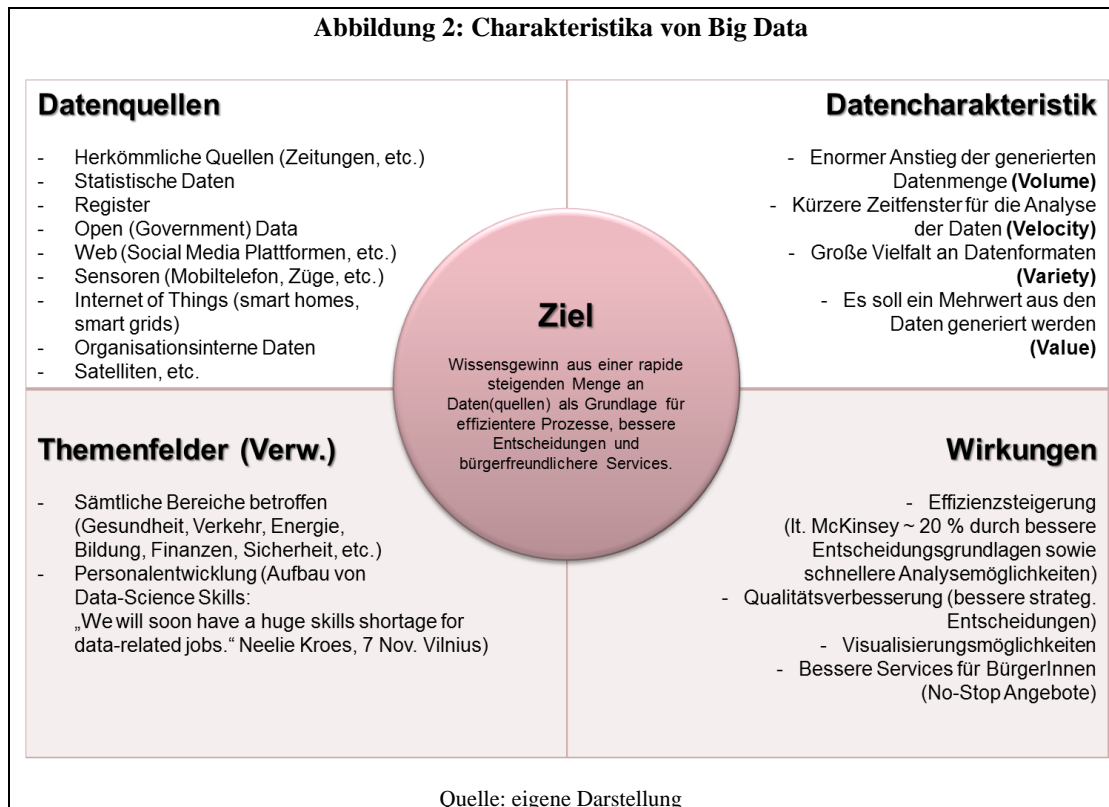 Abbildung 2: Charakteristika von Big Data
Datenquellen
- Herkömmliche Quellen (Zeitungen, etc.)
- Statistische Daten
- Register
- Open (Government) Data
- Web (Social Media Plattformen, etc.)
- Sensoren (Mobiltelefon, Züge, etc.)
- Internet of Things (smart homes,
smart grids)
- Organisationsinterne Daten
- Satelliten, etc.
Datencharakteristik
- Enormer Anstieg der generierten
Datenmenge (Volume)
- Kürzere Zeitfenster für die Analyse
der Daten (Velocity)
- Große Vielfalt an Datenformaten
(Variety)
- Es soll ein Mehrwert aus den
Daten generiert werden
(Value)
Ziel
Wissensgewinn aus einer rapide
steigenden Menge an
Daten(quellen) als Grundlage für
effizientere Prozesse, bessere
Entscheidungen und
bürgerfreundlichere Services.
Themenfelder (Verw.)
- Sämtliche Bereiche betroffen
(Gesundheit, Verkehr, Energie,
Bildung, Finanzen, Sicherheit, etc.)
- Personalentwicklung (Aufbau von
Data-Science Skills:
„We will soon have a huge skills shortage for
data-related jobs.“ Neelie Kroes, 7 Nov. Vilnius)
Wirkungen
- Effizienzsteigerung
(lt. McKinsey ~ 20 % durch bessere
Entscheidungsgrundlagen sowie
schnellere Analysemöglichkeiten)
- Qualitätsverbesserung (bessere strateg.
Entscheidungen)
- Visualisierungsmöglichkeiten
- Bessere Services für BürgerInnen
(No-Stop Angebote)
Quelle: eigene Darstellung